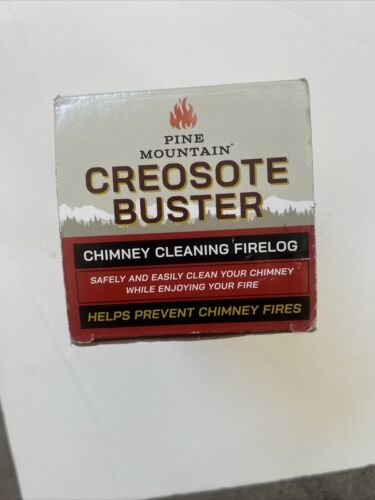 PINE
MOUNTAIN®
CREOSOTE
BUSTER
CHIMNEY CLEANING FIRELOG
SAFELY AND EASILY CLEAN YOUR CHIMNEY
WHILE ENJOYING YOUR FIRE
HELPS PREVENT CHIMNEY FIRES